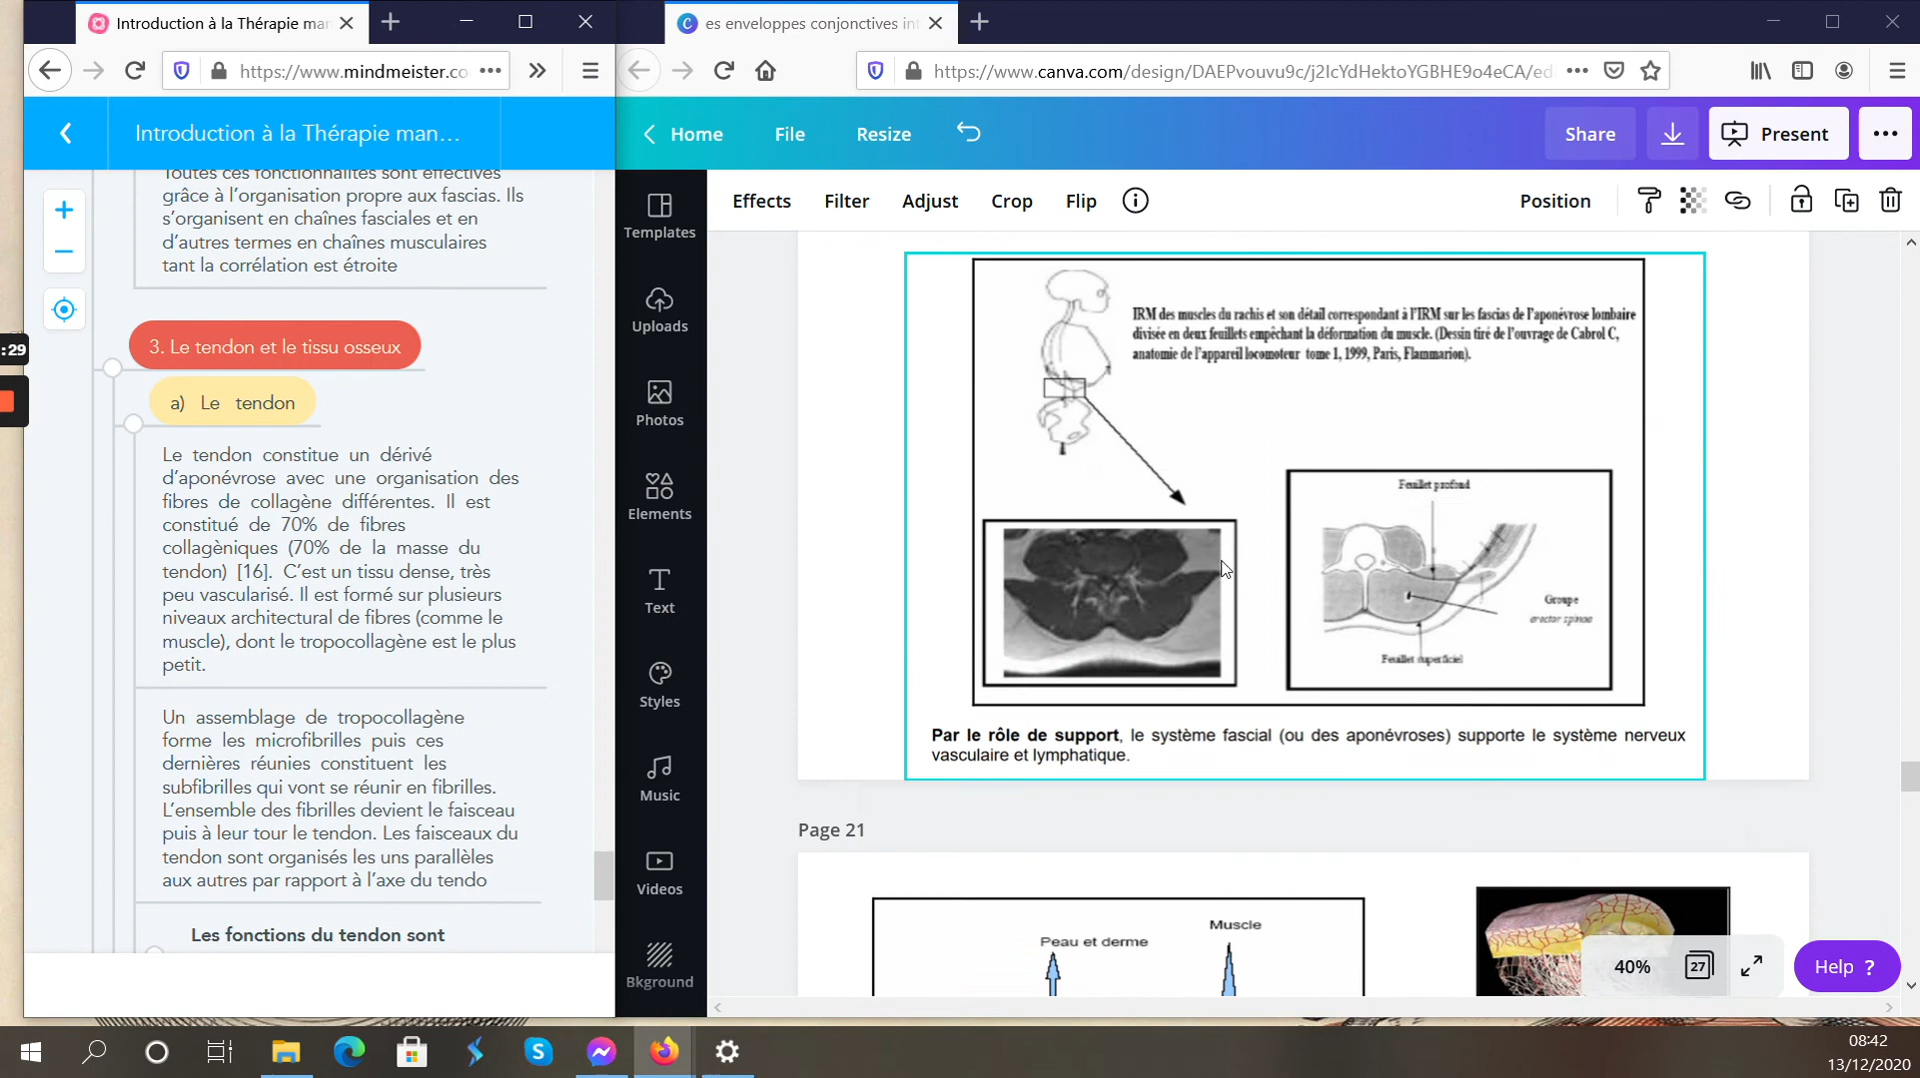 Introduction à la Thérapie man
es enveloppes conjonctives int
https://www.mindmeister.co
https://www.canva.com/design/DAEPvouvu9c/j2IcYdHektoYGBHE9o4eCA/ed
Introduction à la Thérapie man...
Home
File
Resize
Share
Present
Toutes ces fonctionnalités sont effectives
grâce à l'organisation propre aux fascias. Ils
s'organisent en chaînes fasciales et en
d'autres termes en chaînes musculaires
tant la corrélation est étroite
:29
3. Le tendon et le tissu osseux
a) Le tendon
Le tendon constitue un dérivé
d'aponévrose avec une organisation des
fibres de collagène différentes. Il est
constitué de 70% de fibres
collagèniques (70% de la masse du
tendon) [16]. C'est un tissu dense, très
peu vascularisé. Il est formé sur plusieurs
niveaux architectural de fibres (comme le
muscle), dont le tropocollagène est le plus
petit.
Un assemblage de tropocollagène
forme les microfibrilles puis ces
dernières réunies constituent les
subfibrilles qui vont se réunir en fibrilles.
L'ensemble des fibrilles devient le faisceau
puis à leur tour le tendon. Les faisceaux du
tendon sont organisés les uns parallèles
aux autres par rapport à l'axe du tendo
Les fonctions du tendon sont
Templates
Uploads
Photos
Elements
Text
Styles
Music
Videos
Bkground
Effects
Filter
Adjust
Crop
Flip
Position
IRM des muscles du rachis et son détail correspondant à l'IRM sur les fascias de l'aponévrose lombaire
divisée en deux feuillets empêchant la déformation du muscle. (Dessin tiré de l'ouvrage de Cabrol C,
anatomie de l'appareil locomoteur tome 1, 1999, Paris, Flammarion).
Feuillet profond
Groupe
erector spinae
Feuillet superficiel
Par le rôle de support, le système fascial (ou des aponévroses) supporte le système nerveux
vasculaire et lymphatique.
Page 21
Muscle
Peau et derme
40%
27
Help ?
08:42
13/12/2020